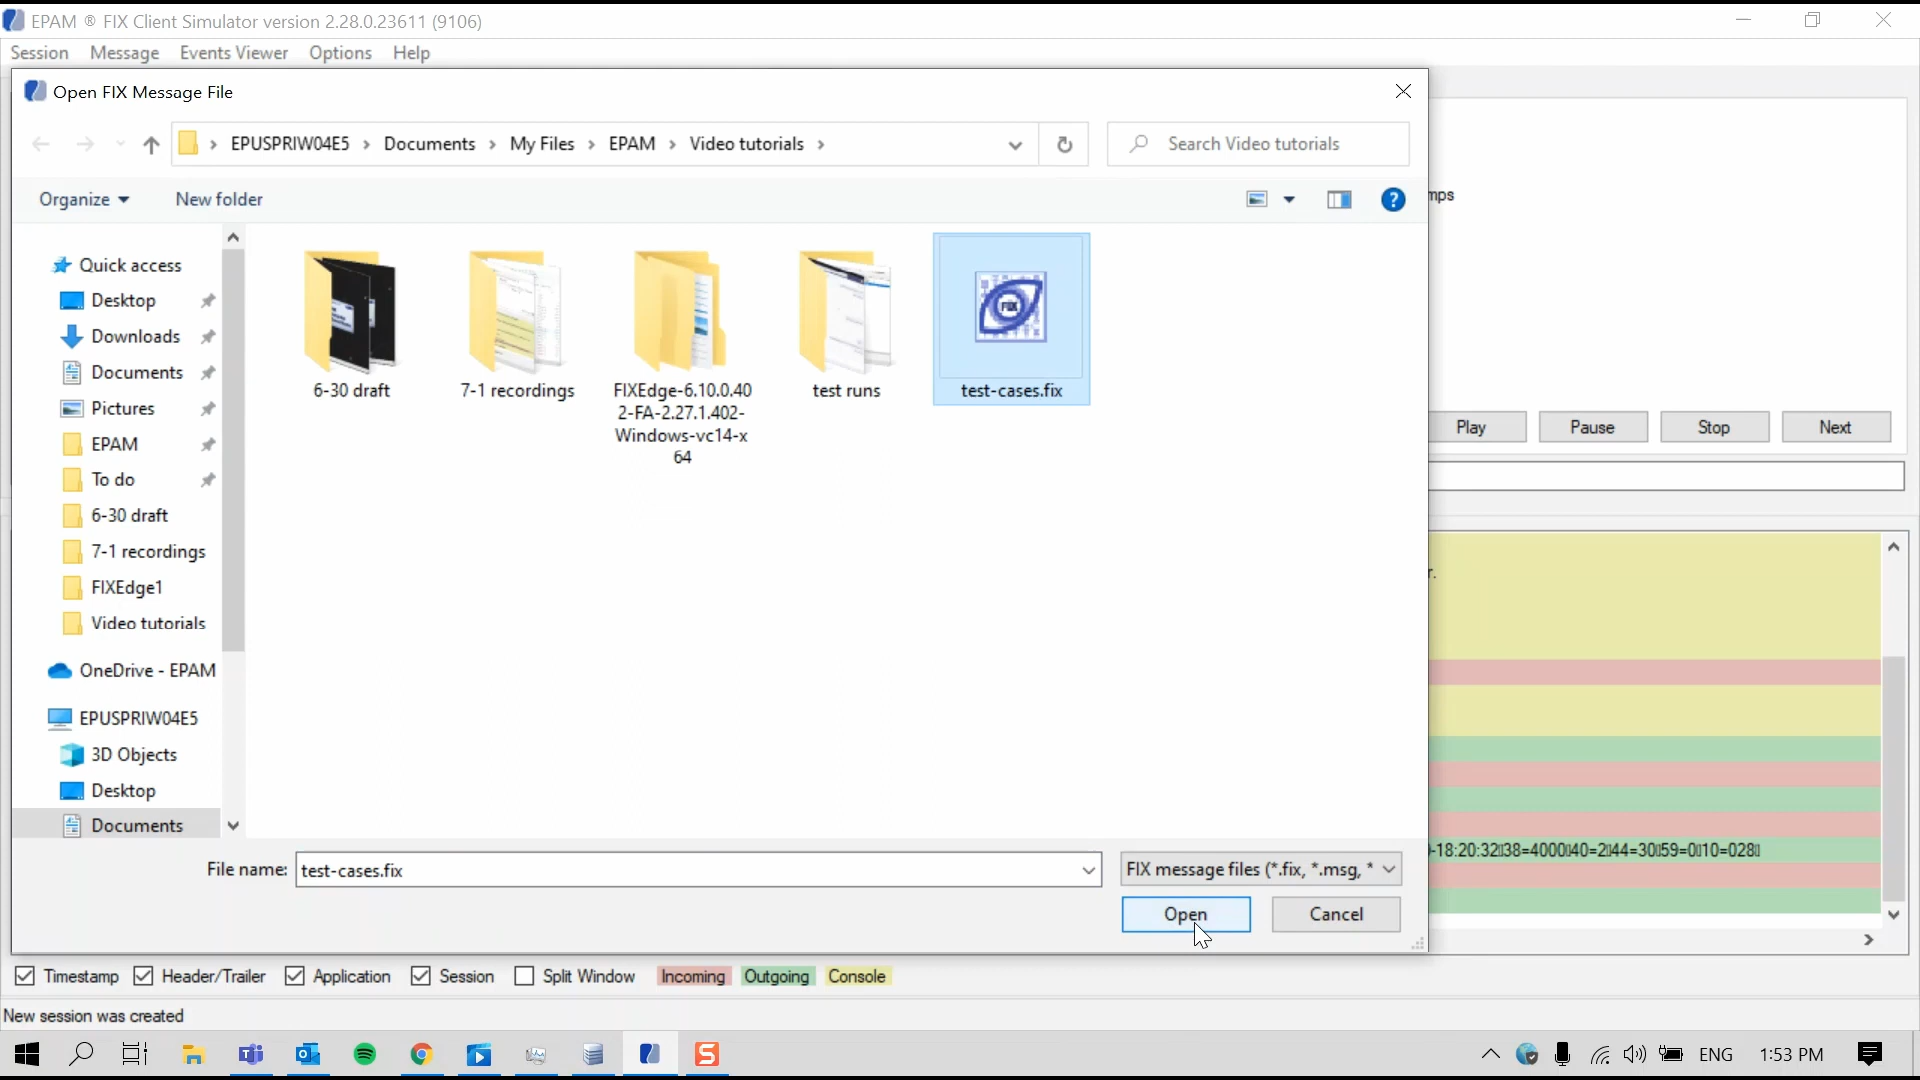 EPAM ® FIX Client Simulator version 2.28.0.23611 (9106)
Session Message Events Viewer Options Help
Open FIX Message File
EPUSPRIW04E5 › Documents › My Files › EPAM › Video tutorials ›
Search Video tutorials
Organize
New folder
mps
Quick access
Desktop
Downloads
Documents
Pictures
EPAM
To do
6-30 draft
7-1 recordings
FIXEdge1
Video tutorials
OneDrive - EPAM
EPUSPRIW04E5
3D Objects
Desktop
Documents
FIX
6-30 draft
7-1 recordings
FIXEdge-6.10.0.40
2-FA-2.27.1.402-
Windows-vc14-x
64
test runs
test-cases.fix
Play Pause Stop Next
r.
-18:20:32▯38=4000▯40=2▯44=30▯59=0▯10=028▯
File name: test-cases.fix
FIX message files (*.fix, *.msg, *
Open Cancel
Timestamp Header/Trailer Application Session Split Window Incoming Outgoing Console
New session was created
ENG 1:53 PM